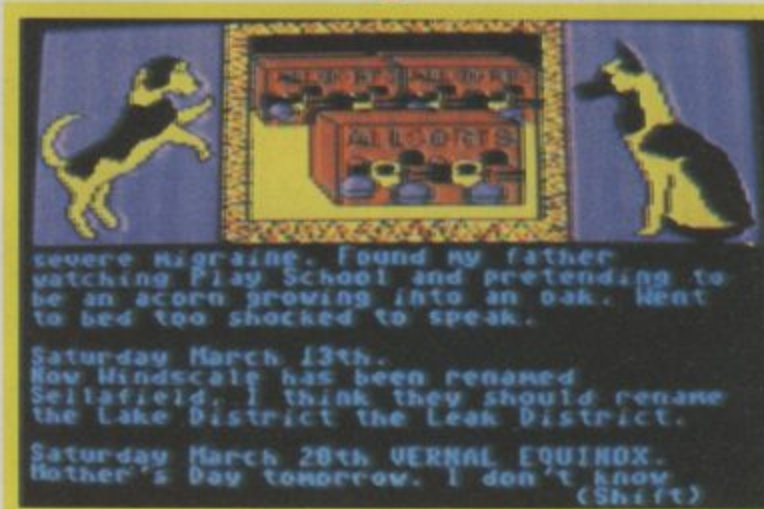 ALLSORTS
severe migraine. Found my father
watching Play School and pretending to
be an acorn growing into an oak. Went
to bed too shocked to speak.
Saturday March 13th.
Now Windscale has been renamed
Sellafield. I think they should rename
the Lake District the Leak District.
Saturday March 20th VERNAL EQUINOX.
Mother''s Day tomorrow. I don't know
(Shift)